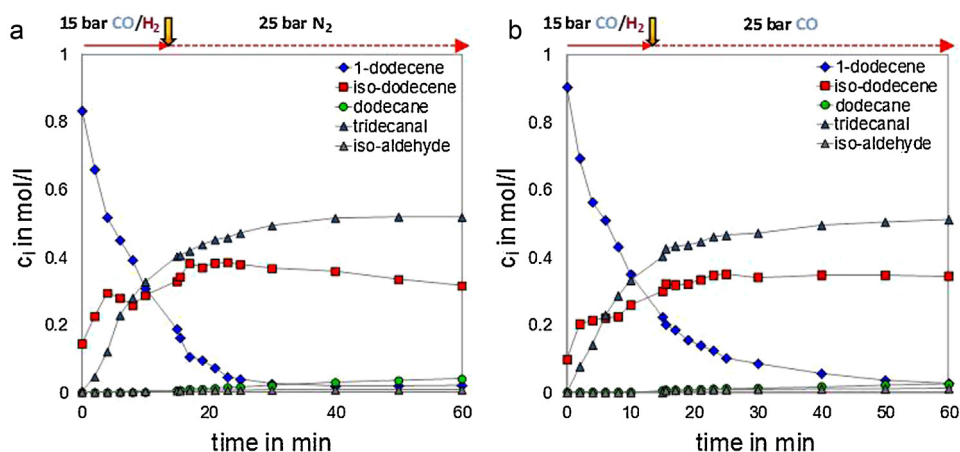 a
15 bar CO/H2
25 bar N2
1-dodecene
iso-dodecene
dodecane
tridecanal
iso-aldehyde
1
0.8
0.6
0.4
0.2
0
ci in mol/l
0
20
40
60
time in min
b
15 bar CO/H2
25 bar CO
1-dodecene
iso-dodecene
dodecane
tridecanal
iso-aldehyde
1
0.8
0.6
0.4
0.2
0
ci in mol/l
0
10
20
30
40
50
60
time in min